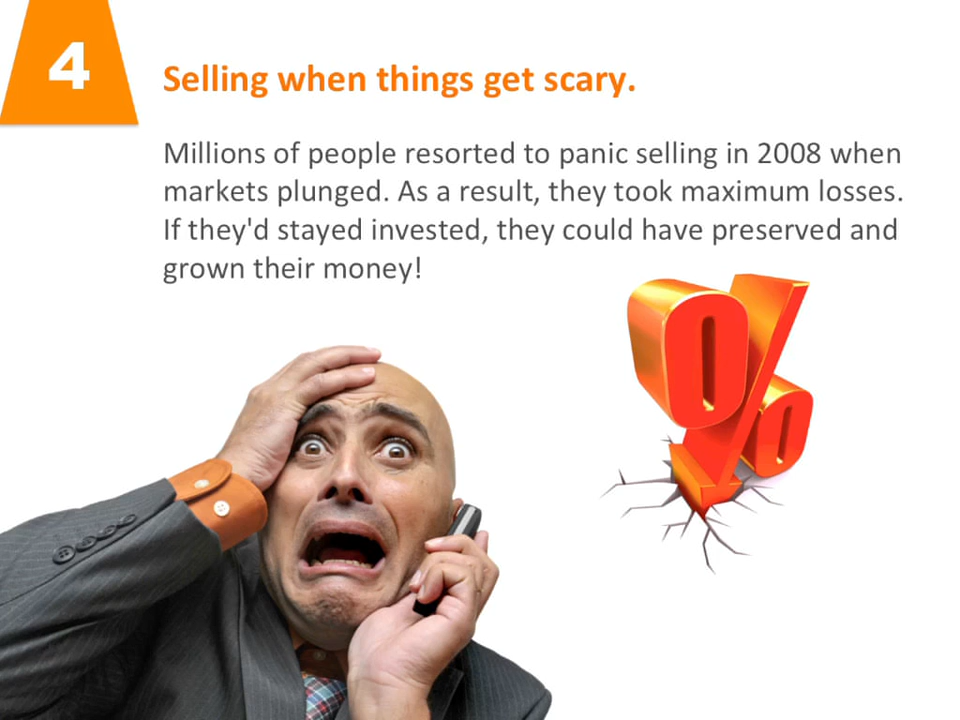 4
Selling when things get scary.
Millions of people resorted to panic selling in 2008 when
markets plunged. As a result, they took maximum losses.
If they'd stayed invested, they could have preserved and
grown their money!
%